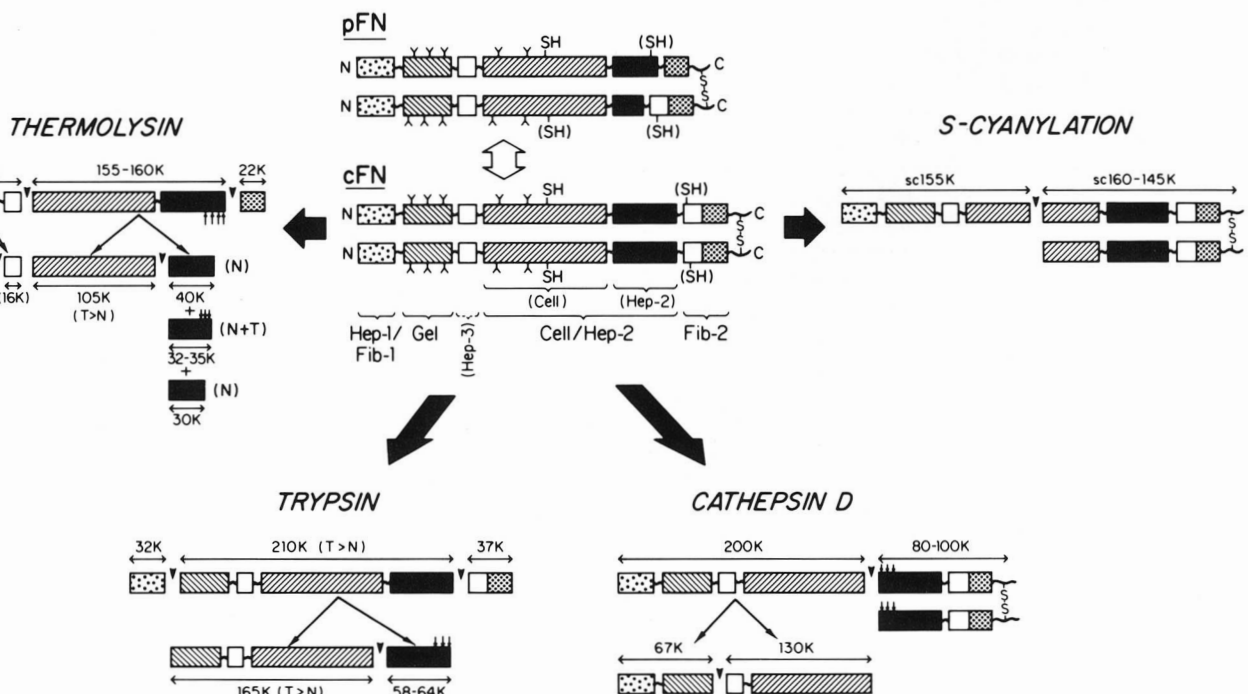 pFN
SH (SH)
N C
S
S
N C
(SH) (SH)
cFN
SH (SH)
N C
S
S
N C
SH (SH)
(Cell) (Hep-2)
Hep-1/
Fib-1
Gel
(Hep-3)
Cell/Hep-2
Fib-2
THERMOLYSIN
155-160K 22K
(N)
(16K) 105K 40K
(T>N)
+
(N+T)
32-35K
+
(N)
30K
S-CYANYLATION
sc155K sc160-145K
S
S
TRYPSIN
32K 210K (T>N) 37K
165K (T>N) 58-64K
CATHEPSIN D
200K 80-100K
S
S
67K 130K